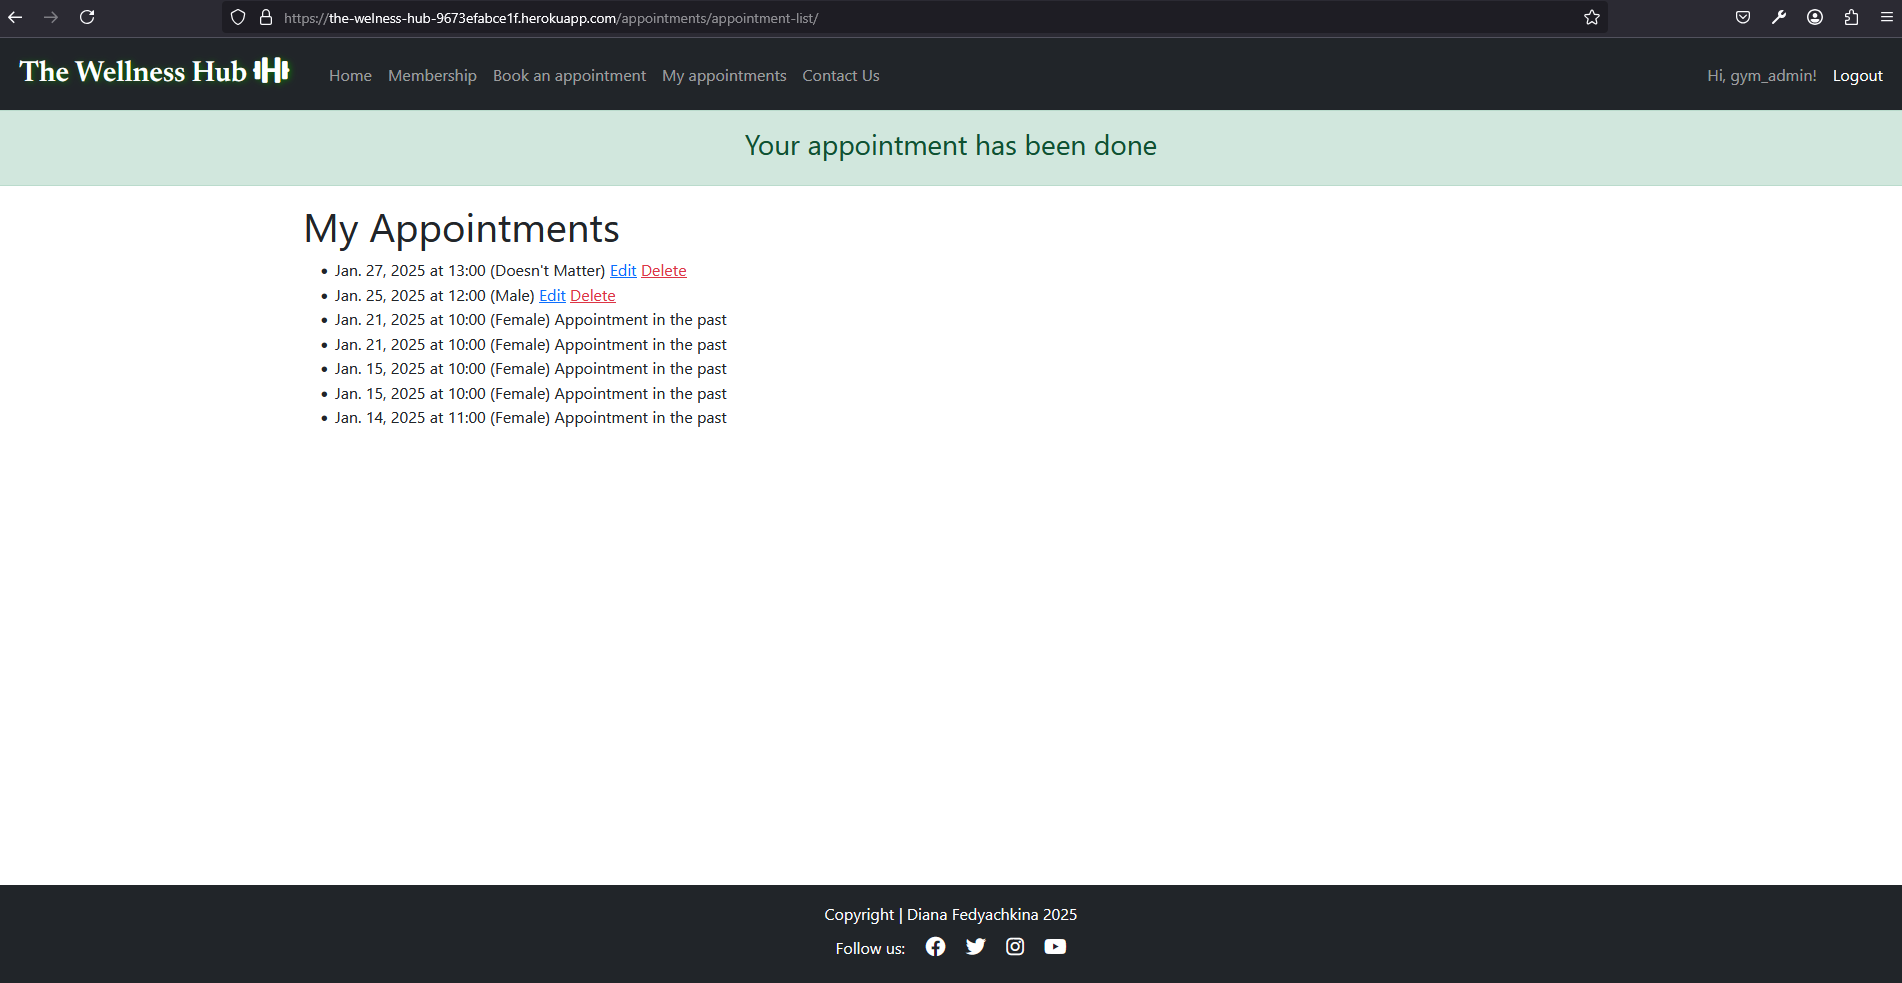 https://the-welness-hub-9673efabce1f.herokuapp.com/appointments/appointment-list/
The Wellness Hub Home Membership Book an appointment My appointments Contact Us Hi, gym_admin! Logout
Your appointment has been done
My Appointments
• Jan. 27, 2025 at 13:00 (Doesn't Matter) Edit Delete
• Jan. 25, 2025 at 12:00 (Male) Edit Delete
• Jan. 21, 2025 at 10:00 (Female) Appointment in the past
• Jan. 21, 2025 at 10:00 (Female) Appointment in the past
• Jan. 15, 2025 at 10:00 (Female) Appointment in the past
• Jan. 15, 2025 at 10:00 (Female) Appointment in the past
• Jan. 14, 2025 at 11:00 (Female) Appointment in the past
Copyright | Diana Fedyachkina 2025
Follow us: